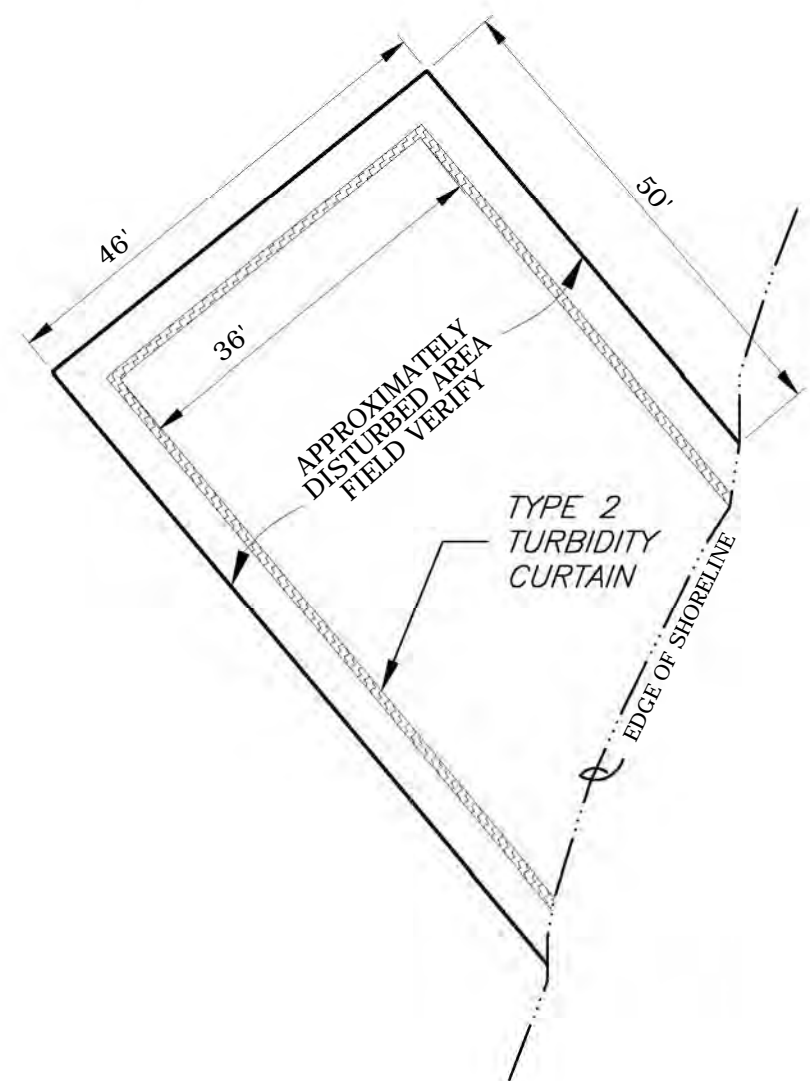 46'
50'
36'
APPROXIMATELY
DISTURBED AREA
FIELD VERIFY
TYPE 2
TURBIDITY
CURTAIN
EDGE OF SHORELINE